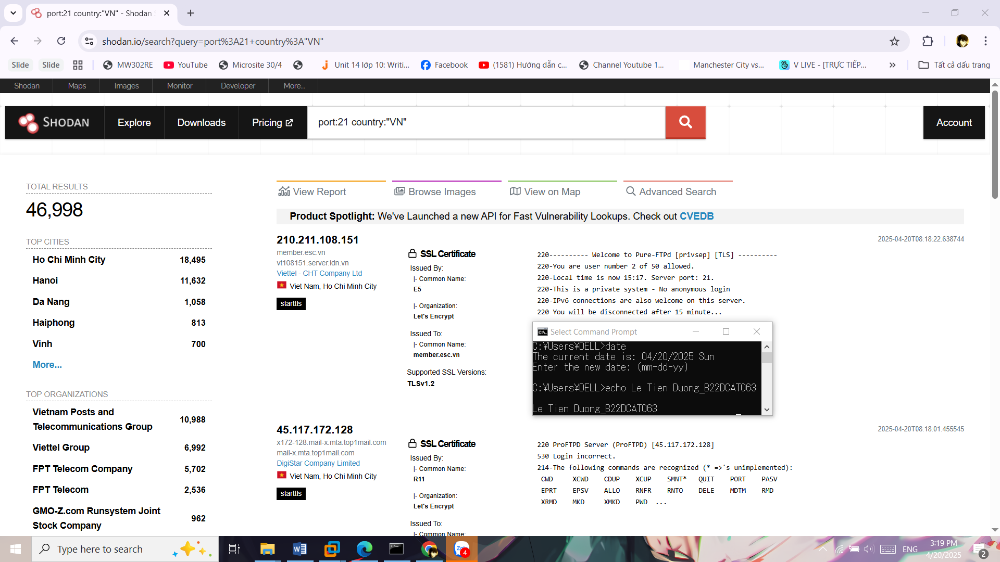 port:21 country:"VN" - Shodan
shodan.io/search?query=port%3A21+country%3A"VN"
Slide
Slide
MW302RE
YouTube
Microsite 30/4
Unit 14 lớp 10: Writi...
Facebook
(1581) Hướng dẫn c...
Channel Youtube 1...
Manchester City vs...
V LIVE - [TRỰC TIẾP...
Tất cả dấu trang
Shodan
Maps
Images
Monitor
Developer
More...
SHODAN
Explore
Downloads
Pricing
port:21 country:"VN"
Account
TOTAL RESULTS
46,998
TOP CITIES
Ho Chi Minh City 18,495
Hanoi 11,632
Da Nang 1,058
Haiphong 813
Vinh 700
More...
TOP ORGANIZATIONS
Vietnam Posts and
Telecommunications Group 10,988
Viettel Group 6,992
FPT Telecom Company 5,702
FPT Telecom 2,536
GMO-Z.com Runsystem Joint
Stock Company 962
View Report
Browse Images
View on Map
Advanced Search
Product Spotlight: We've Launched a new API for Fast Vulnerability Lookups. Check out CVEDB
210.211.108.151
2025-04-20T08:18:22.638744
member.esc.vn
vt108151.server.idn.vn
Viettel - CHT Company Ltd
Viet Nam, Ho Chi Minh City
starttls
SSL Certificate
Issued By:
|- Common Name:
E5
|- Organization:
Let's Encrypt
Issued To:
|- Common Name:
member.esc.vn
Supported SSL Versions:
TLSv1.2
220---------- Welcome to Pure-FTPd [privsep] [TLS] ----------
220-You are user number 2 of 50 allowed.
220-Local time is now 15:17. Server port: 21.
220-This is a private system - No anonymous login
220-IPv6 connections are also welcome on this server.
220 You will be disconnected after 15 minute...
Select Command Prompt
C:¥Users¥DELL>date
The current date is: 04/20/2025 Sun
Enter the new date: (mm-dd-yy)
C:¥Users¥DELL>echo Le Tien Duong_B22DCAT063
Le Tien Duong_B22DCAT063
45.117.172.128
2025-04-20T08:18:01.455545
x172-128.mail-x.mta.top1mail.com
mail-x.mta.top1mail.com
DigiStar Company Limited
Viet Nam, Ho Chi Minh City
starttls
SSL Certificate
Issued By:
|- Common Name:
R11
|- Organization:
Let's Encrypt
Issued To:
|- Common Name:
220 ProFTPD Server (ProFTPD) [45.117.172.128]
530 Login incorrect.
214-The following commands are recognized (* =>'s unimplemented):
CWD XCWD CDUP XCUP SMNT* QUIT PORT PASV
EPRT EPSV ALLO RNFR RNTO DELE MDTM RMD
XRMD MKD XMKD PWD ...
Type here to search
4
ENG
3:19 PM
4/20/2025
2